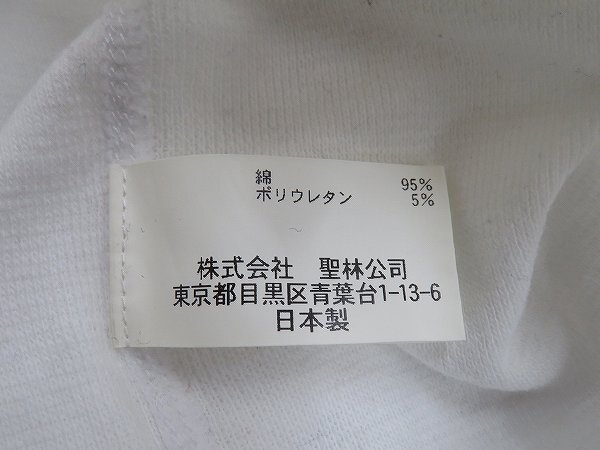 綿 95%
ポリウレタン 5%
株式会社 聖林公司
東京都目黒区青葉台1-13-6
日本製